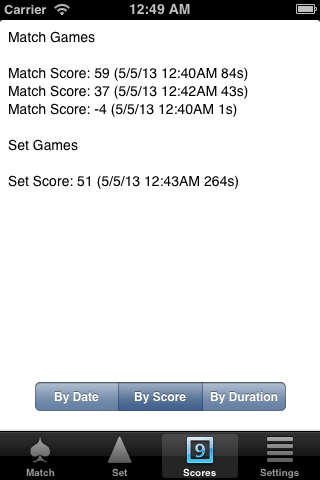 Carrier 12:49 AM
Match Games
Match Score: 59 (5/5/13 12:40AM 84s)
Match Score: 37 (5/5/13 12:42AM 43s)
Match Score: -4 (5/5/13 12:40AM 1s)
Set Games
Set Score: 51 (5/5/13 12:43AM 264s)
By Date By Score By Duration
9
Match Set Scores Settings